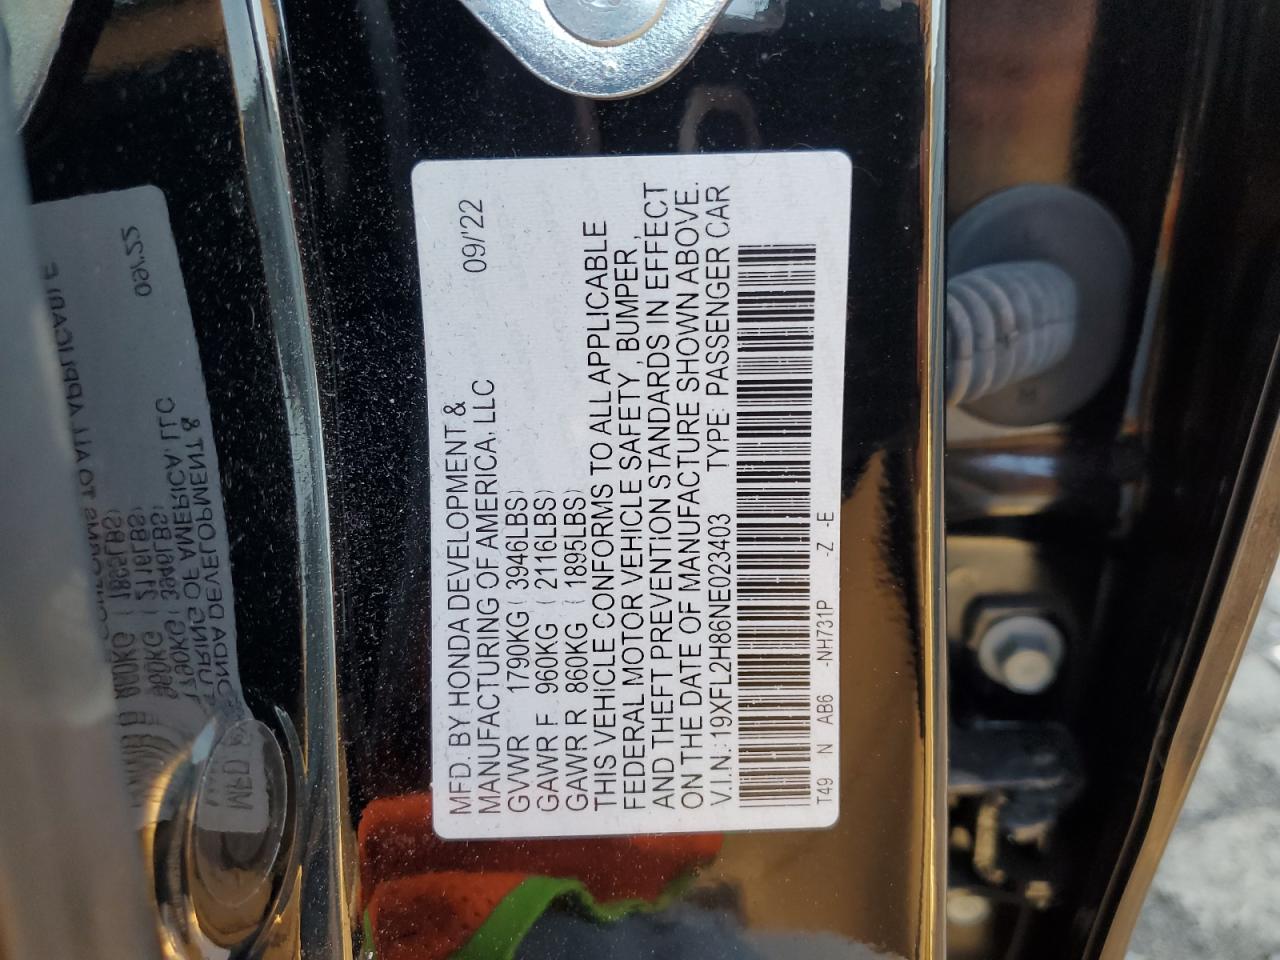 MFD. BY HONDA DEVELOPMENT &
MANUFACTURING OF AMERICA, LLC 09/'22
GVWR 1790KG ( 3946LBS)
GAWR F 960KG ( 2116LBS)
GAWR R 860KG ( 1895LBS)
THIS VEHICLE CONFORMS TO ALL APPLICABLE
FEDERAL MOTOR VEHICLE SAFETY, BUMPER,
AND THEFT PREVENTION STANDARDS IN EFFECT
ON THE DATE OF MANUFACTURE SHOWN ABOVE.
V.I.N.: 19XFL2H86NE023403 TYPE: PASSENGER CAR
T49 N AB6 -NH731P -Z -E